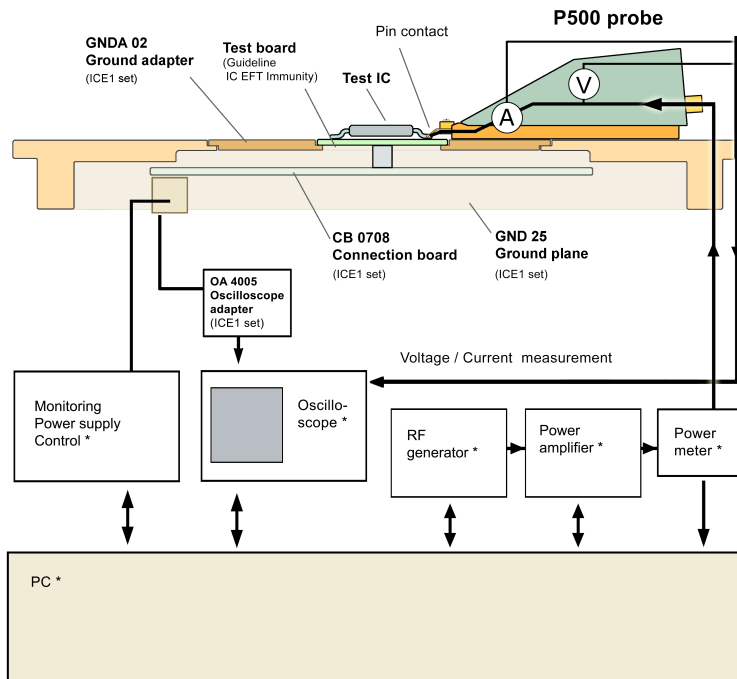 P500 probe
Pin contact
GNDA 02
Ground adapter
(ICE1 set)
Test board
(Guideline
IC EFT Immunity)
Test IC
A
V
CB 0708
Connection board
(ICE1 set)
GND 25
Ground plane
(ICE1 set)
OA 4005
Oscilloscope
adapter
(ICE1 set)
Voltage / Current measurement
Monitoring
Power supply
Control *
Oscillo-
scope *
RF
generator *
Power
amplifier *
Power
meter *
PC *